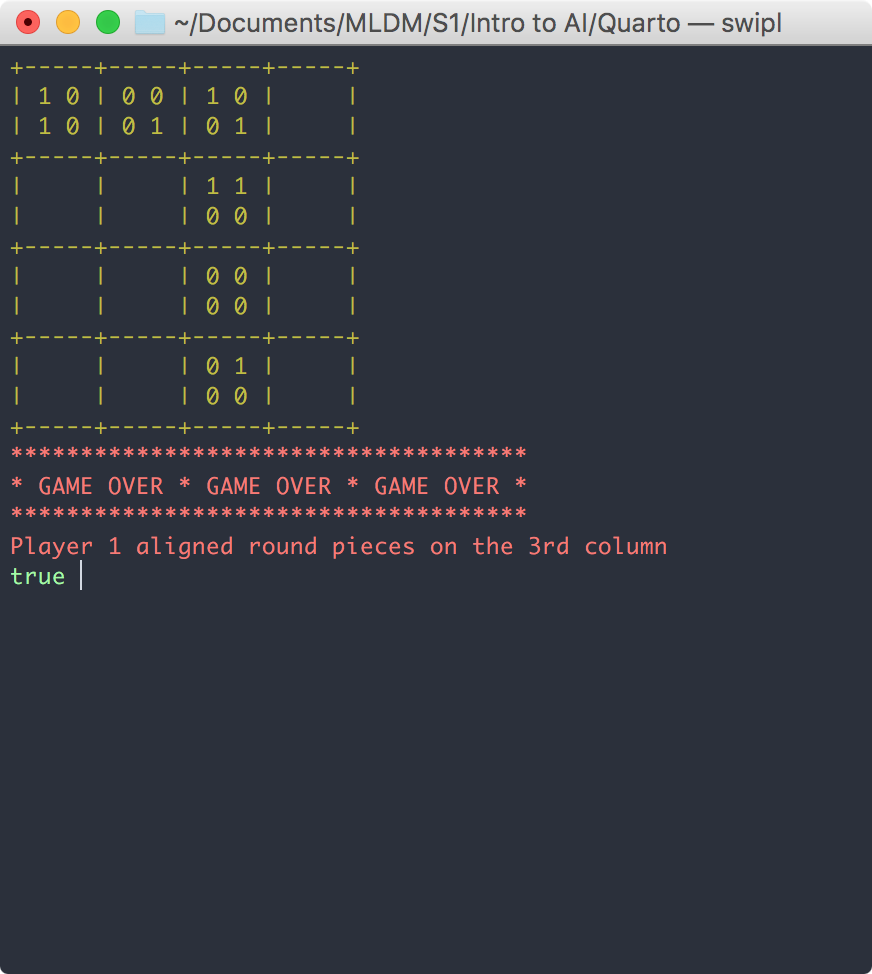 ~/Documents/MLDM/S1/Intro to AI/Quarto — swipl
+-----+-----+-----+-----+
| 1 0 | 0 0 | 1 0 |     |
| 1 0 | 0 1 | 0 1 |     |
+-----+-----+-----+-----+
|     |     | 1 1 |     |
|     |     | 0 0 |     |
+-----+-----+-----+-----+
|     |     | 0 0 |     |
|     |     | 0 0 |     |
+-----+-----+-----+-----+
|     |     | 0 1 |     |
|     |     | 0 0 |     |
+-----+-----+-----+-----+
*************************************
* GAME OVER * GAME OVER * GAME OVER *
*************************************
Player 1 aligned round pieces on the 3rd column
true